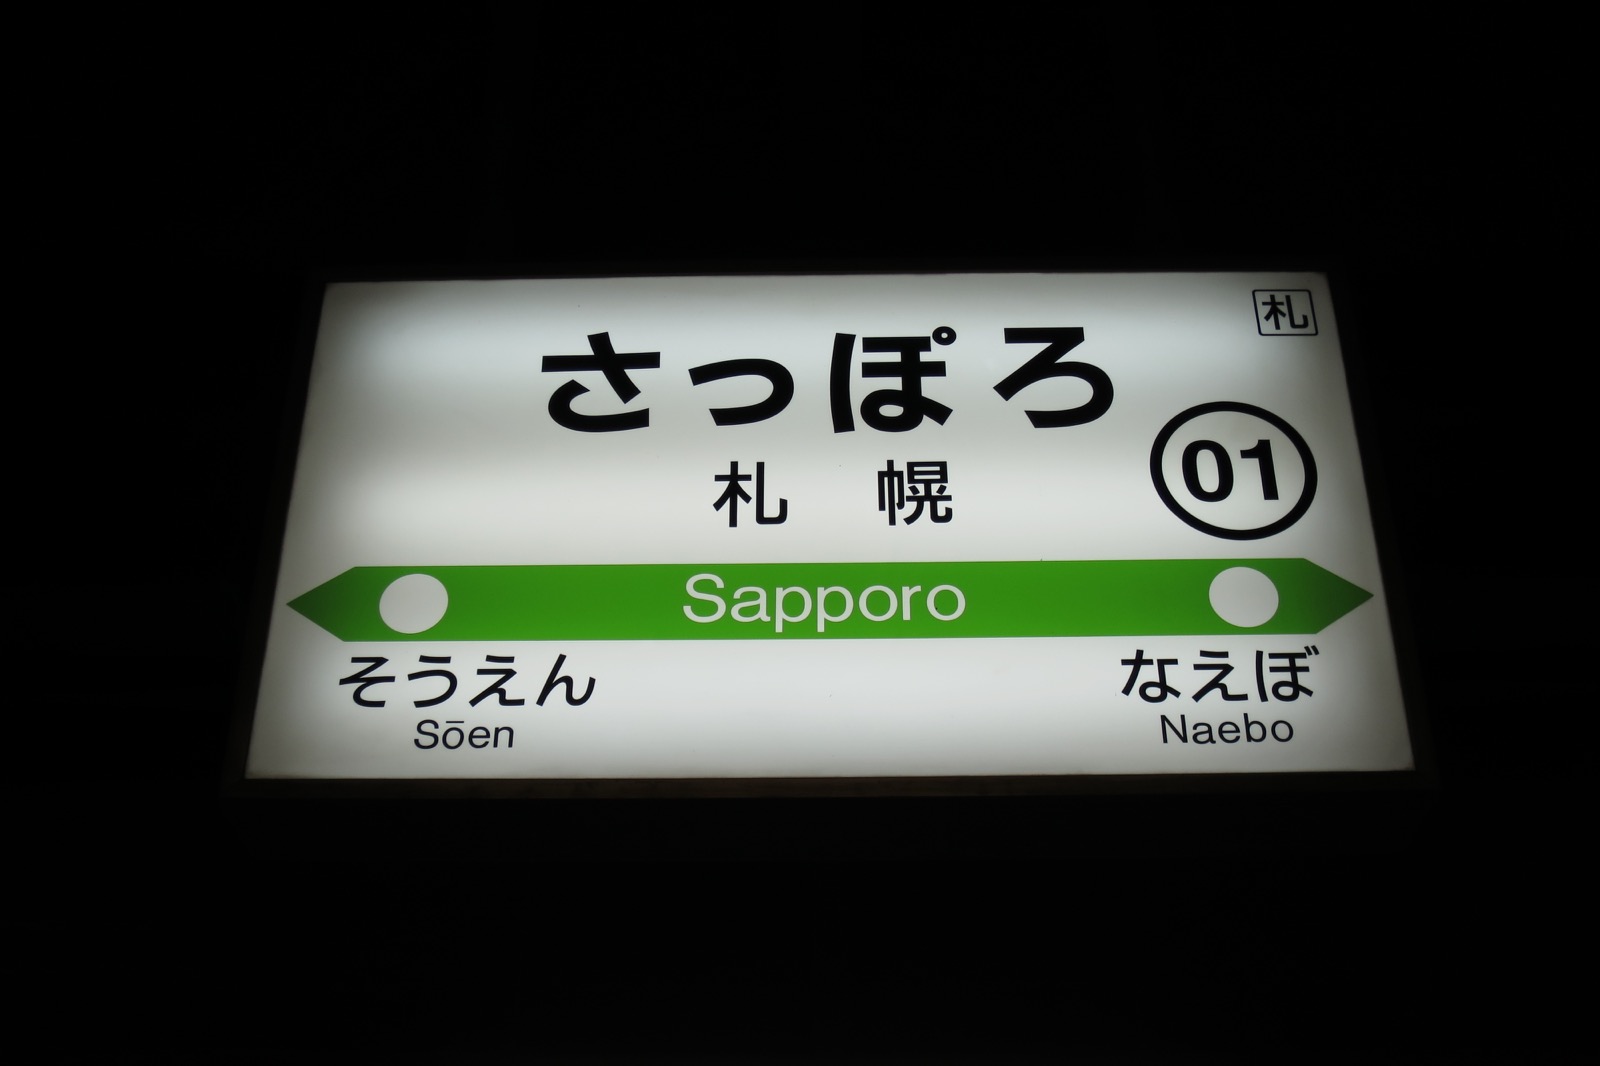 札
さっぽろ
札幌
01
Sapporo
そうえん
Sōen
なえぼ
Naebo